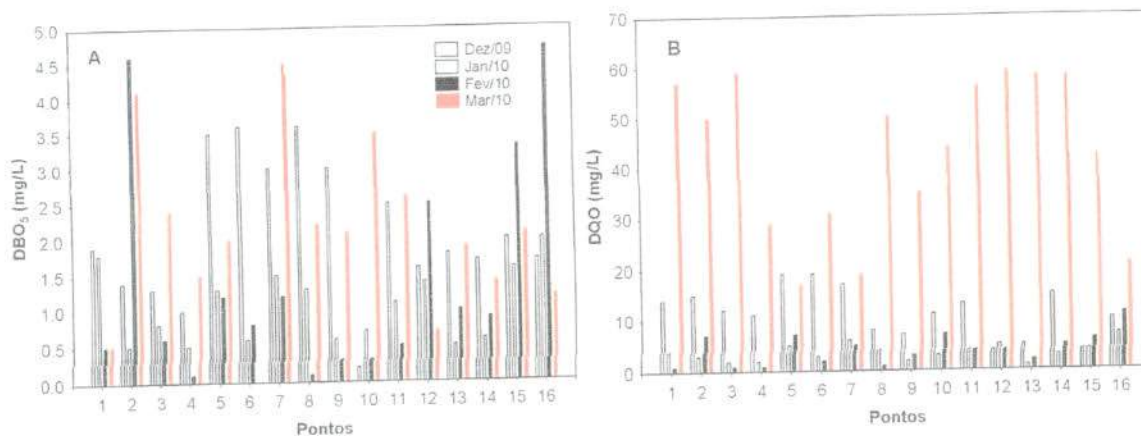 A
Dez/09
Jan/10
Fev/10
Mar/10
DBO₅ (mg/L)
5.0
4.5
4.0
3.5
3.0
2.5
2.0
1.5
1.0
0.5
0.0
1 2 3 4 5 6 7 8 9 10 11 12 13 14 15 16
Pontos
B
DQO (mg/L)
70
60
50
40
30
20
10
0
1 2 3 4 5 6 7 8 9 10 11 12 13 14 15 16
Pontos